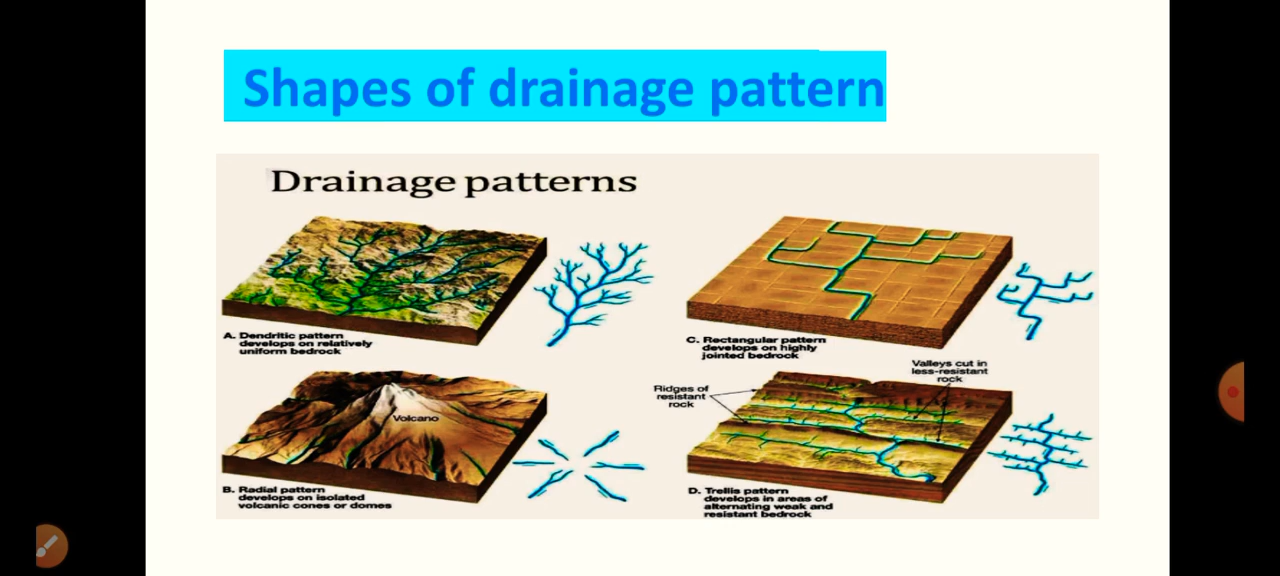 Shapes of drainage pattern
Drainage patterns
A. Dendritic pattern
develops on relatively
uniform bedrock
C. Rectangular pattern
develops on highly
jointed bedrock
Volcano
B. Radial pattern
develops on isolated
volcanic cones or domes
Ridges of
resistant
rock
Valleys cut in
less-resistant
rock
D. Trellis pattern
develops in areas of
alternating weak and
resistant bedrock